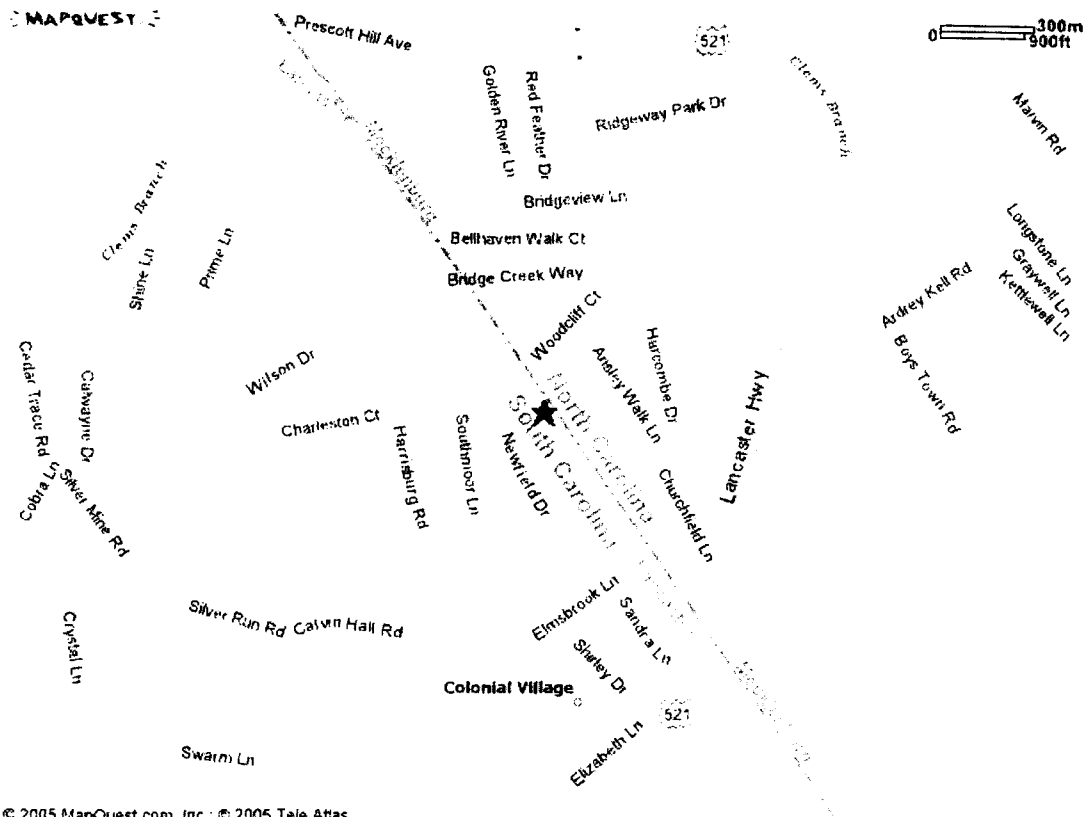 MAPQUEST
Prescott Hill Ave
521
0 300m
900ft
Clems Branch
Marvin Rd
Golden River Ln
Red Feather Dr
Ridgeway Park Dr
Mecklenburg
Clems Branch
Shine Ln
Prime Ln
Bridgeview Ln
Bellhaven Walk Ct
Bridge Creek Way
Longstone Ln
Graywell Ln
Kettlewell Ln
Ardrey Kell Rd
Boys Town Rd
Woodcliff Ct
Ansley Walk Ln
Harcombe Dr
Lancaster Hwy
Cedar Trace Rd
Calwayne Dr
Wilson Dr
Charleston Ct
Harrisburg Rd
Southmoor Ln
Newfield Dr
North Carolina
South Carolina
Churchfield Ln
Cobra Ln
Silver Mine Rd
Crystal Ln
Silver Run Rd
Calvin Hall Rd
Elmsbrook Ln
Sandra Ln
Shirley Dr
Colonial Village
521
Elizabeth Ln
Swarm Ln
© 2005 MapQuest.com, Inc.; © 2005 Tele Atlas